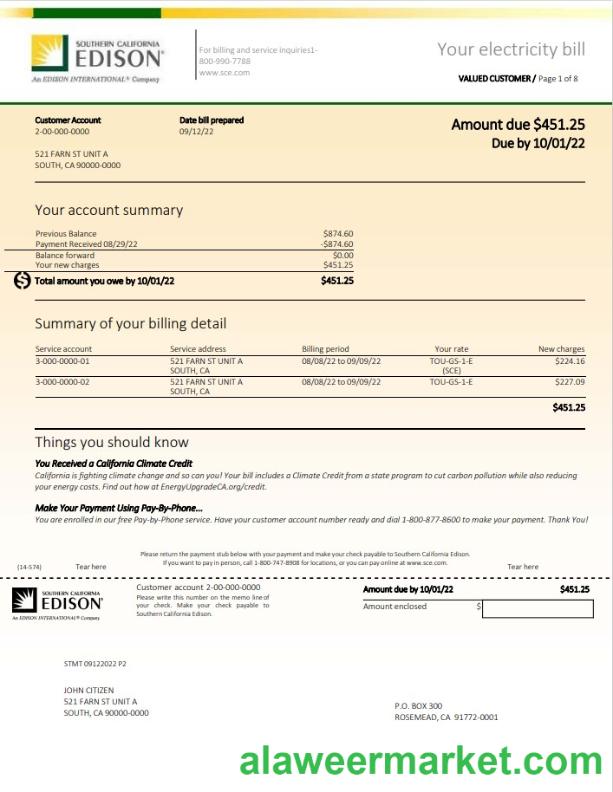 SOUTHERN CALIFORNIA
EDISON
An EDISON INTERNATIONAL® Company
For billing and service inquiries1-
800-990-7788
www.sce.com
Your electricity bill
VALUED CUSTOMER / Page 1 of 8
Customer Account
2-00-000-0000
Date bill prepared
09/12/22
Amount due $451.25
Due by 10/01/22
521 FARN ST UNIT A
SOUTH, CA 90000-0000
Your account summary
Previous Balance $874.60
Payment Received 08/29/22 -$874.60
Balance forward $0.00
Your new charges $451.25
$ Total amount you owe by 10/01/22 $451.25
Summary of your billing detail
Service account Service address Billing period Your rate New charges
3-000-0000-01 521 FARN ST UNIT A 08/08/22 to 09/09/22 TOU-GS-1-E $224.16
SOUTH, CA (SCE)
3-000-0000-02 521 FARN ST UNIT A 08/08/22 to 09/09/22 TOU-GS-1-E $227.09
SOUTH, CA
$451.25
Things you should know
You Received a California Climate Credit
California is fighting climate change and so can you! Your bill includes a Climate Credit from a state program to cut carbon pollution while also reducing
your energy costs. Find out how at EnergyUpgradeCA.org/credit.
Make Your Payment Using Pay-By-Phone...
You are enrolled in our free Pay-by-Phone service. Have your customer account number ready and dial 1-800-877-8600 to make your payment. Thank You!
Please return the payment stub below with your payment and make your check payable to Southern California Edison.
If you want to pay in person, call 1-800-747-8908 for locations, or you can pay online at www.sce.com.
(14-574) Tear here Tear here
SOUTHERN CALIFORNIA
EDISON
An EDISON INTERNATIONAL® Company
Customer account 2-00-000-0000
Please write this number on the memo line of
your check. Make your check payable to
Southern California Edison.
Amount due by 10/01/22 $451.25
Amount enclosed $
STMT 09122022 P2
JOHN CITIZEN
521 FARN ST UNIT A
SOUTH, CA 90000-0000
P.O. BOX 300
ROSEMEAD, CA 91772-0001
alaweermarket.com